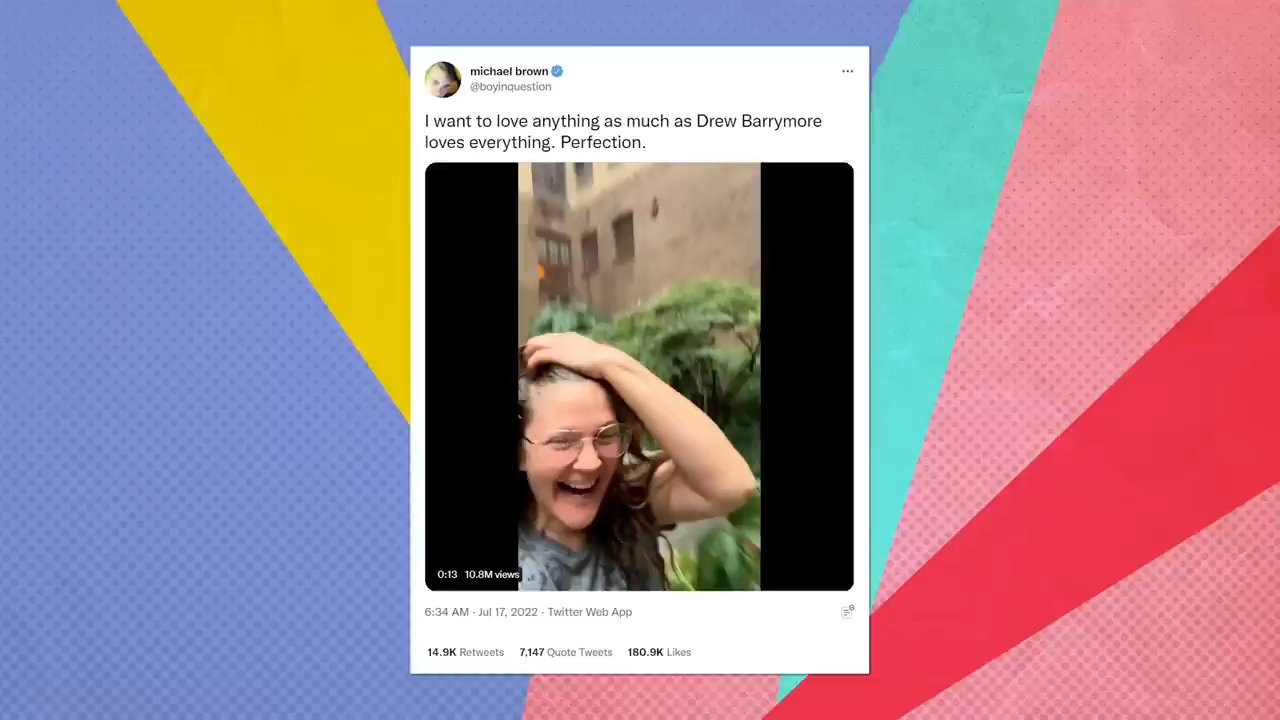 michael brown
@boyinquestion
I want to love anything as much as Drew Barrymore
loves everything. Perfection.
0:13 10.8M views
6:34 AM · Jul 17, 2022 · Twitter Web App
14.9K Retweets 7,147 Quote Tweets 180.9K Likes